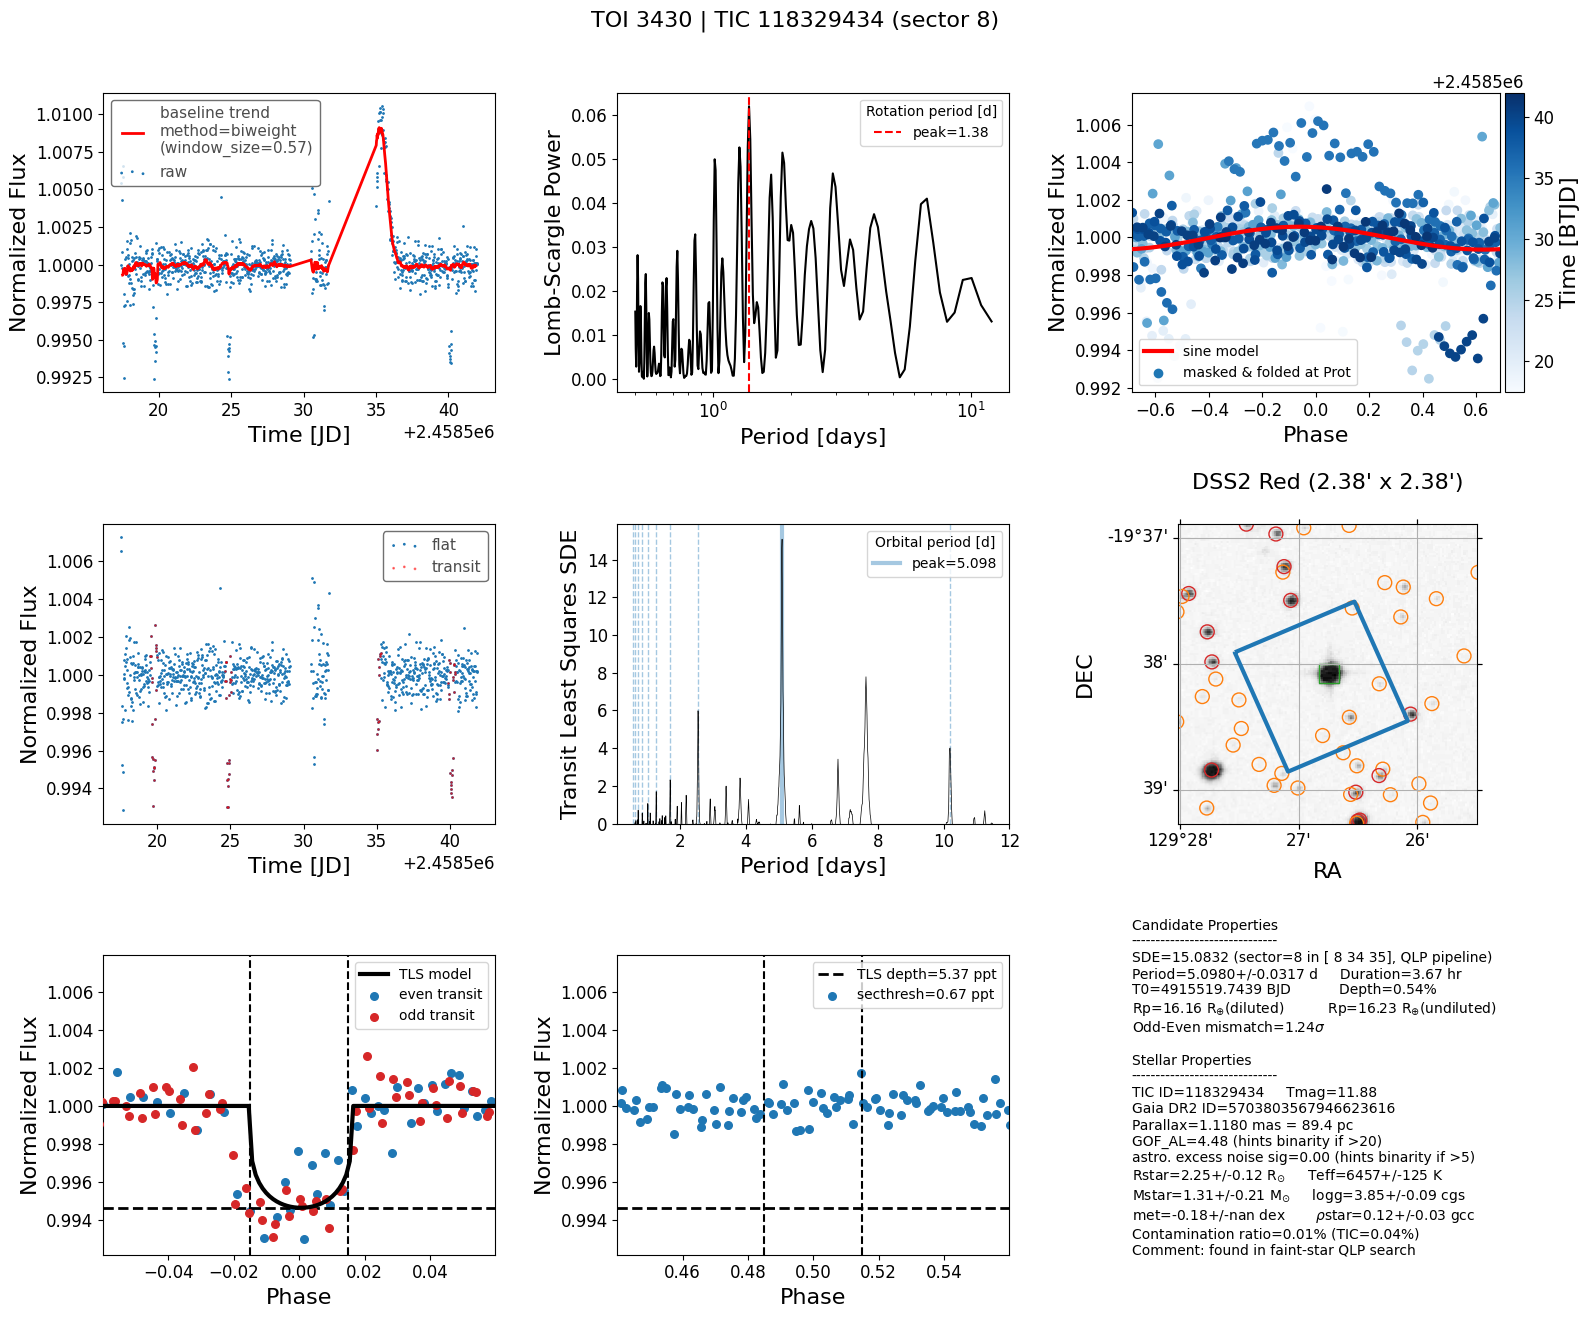 TOI 3430 | TIC 118329434 (sector 8)
Normalized Flux
1.0100
1.0075
1.0050
1.0025
1.0000
0.9975
0.9950
0.9925
baseline trend
method=biweight
(window_size=0.57)
raw
20 25 30 35 40
Time [JD]
+2.4585e6
Lomb-Scargle Power
0.06
0.05
0.04
0.03
0.02
0.01
0.00
Rotation period [d]
peak=1.38
10⁰ 10¹
Period [days]
Normalized Flux
1.006
1.004
1.002
1.000
0.998
0.996
0.994
0.992
sine model
masked & folded at Prot
−0.6 −0.4 −0.2 0.0 0.2 0.4 0.6
Phase
+2.4585e6
40
35
30
25
20
Time [BTJD]
Normalized Flux
1.006
1.004
1.002
1.000
0.998
0.996
0.994
flat
transit
20 25 30 35 40
Time [JD]
+2.4585e6
Transit Least Squares SDE
14
12
10
8
6
4
2
0
Orbital period [d]
peak=5.098
2 4 6 8 10 12
Period [days]
DSS2 Red (2.38' x 2.38')
DEC
-19°37'
38'
39'
129°28' 27' 26'
RA
Normalized Flux
1.006
1.004
1.002
1.000
0.998
0.996
0.994
TLS model
even transit
odd transit
−0.04 −0.02 0.00 0.02 0.04
Phase
Normalized Flux
1.006
1.004
1.002
1.000
0.998
0.996
0.994
TLS depth=5.37 ppt
secthresh=0.67 ppt
0.46 0.48 0.50 0.52 0.54
Phase
Candidate Properties
------------------------------
SDE=15.0832 (sector=8 in [ 8 34 35], QLP pipeline)
Period=5.0980+/-0.0317 d Duration=3.67 hr
T0=4915519.7439 BJD Depth=0.54%
Rp=16.16 R⊕(diluted) Rp=16.23 R⊕(undiluted)
Odd-Even mismatch=1.24σ
Stellar Properties
------------------------------
TIC ID=118329434 Tmag=11.88
Gaia DR2 ID=5703803567946623616
Parallax=1.1180 mas = 89.4 pc
GOF_AL=4.48 (hints binarity if >20)
astro. excess noise sig=0.00 (hints binarity if >5)
Rstar=2.25+/-0.12 R⊙ Teff=6457+/-125 K
Mstar=1.31+/-0.21 M⊙ logg=3.85+/-0.09 cgs
met=-0.18+/-nan dex ρstar=0.12+/-0.03 gcc
Contamination ratio=0.01% (TIC=0.04%)
Comment: found in faint-star QLP search